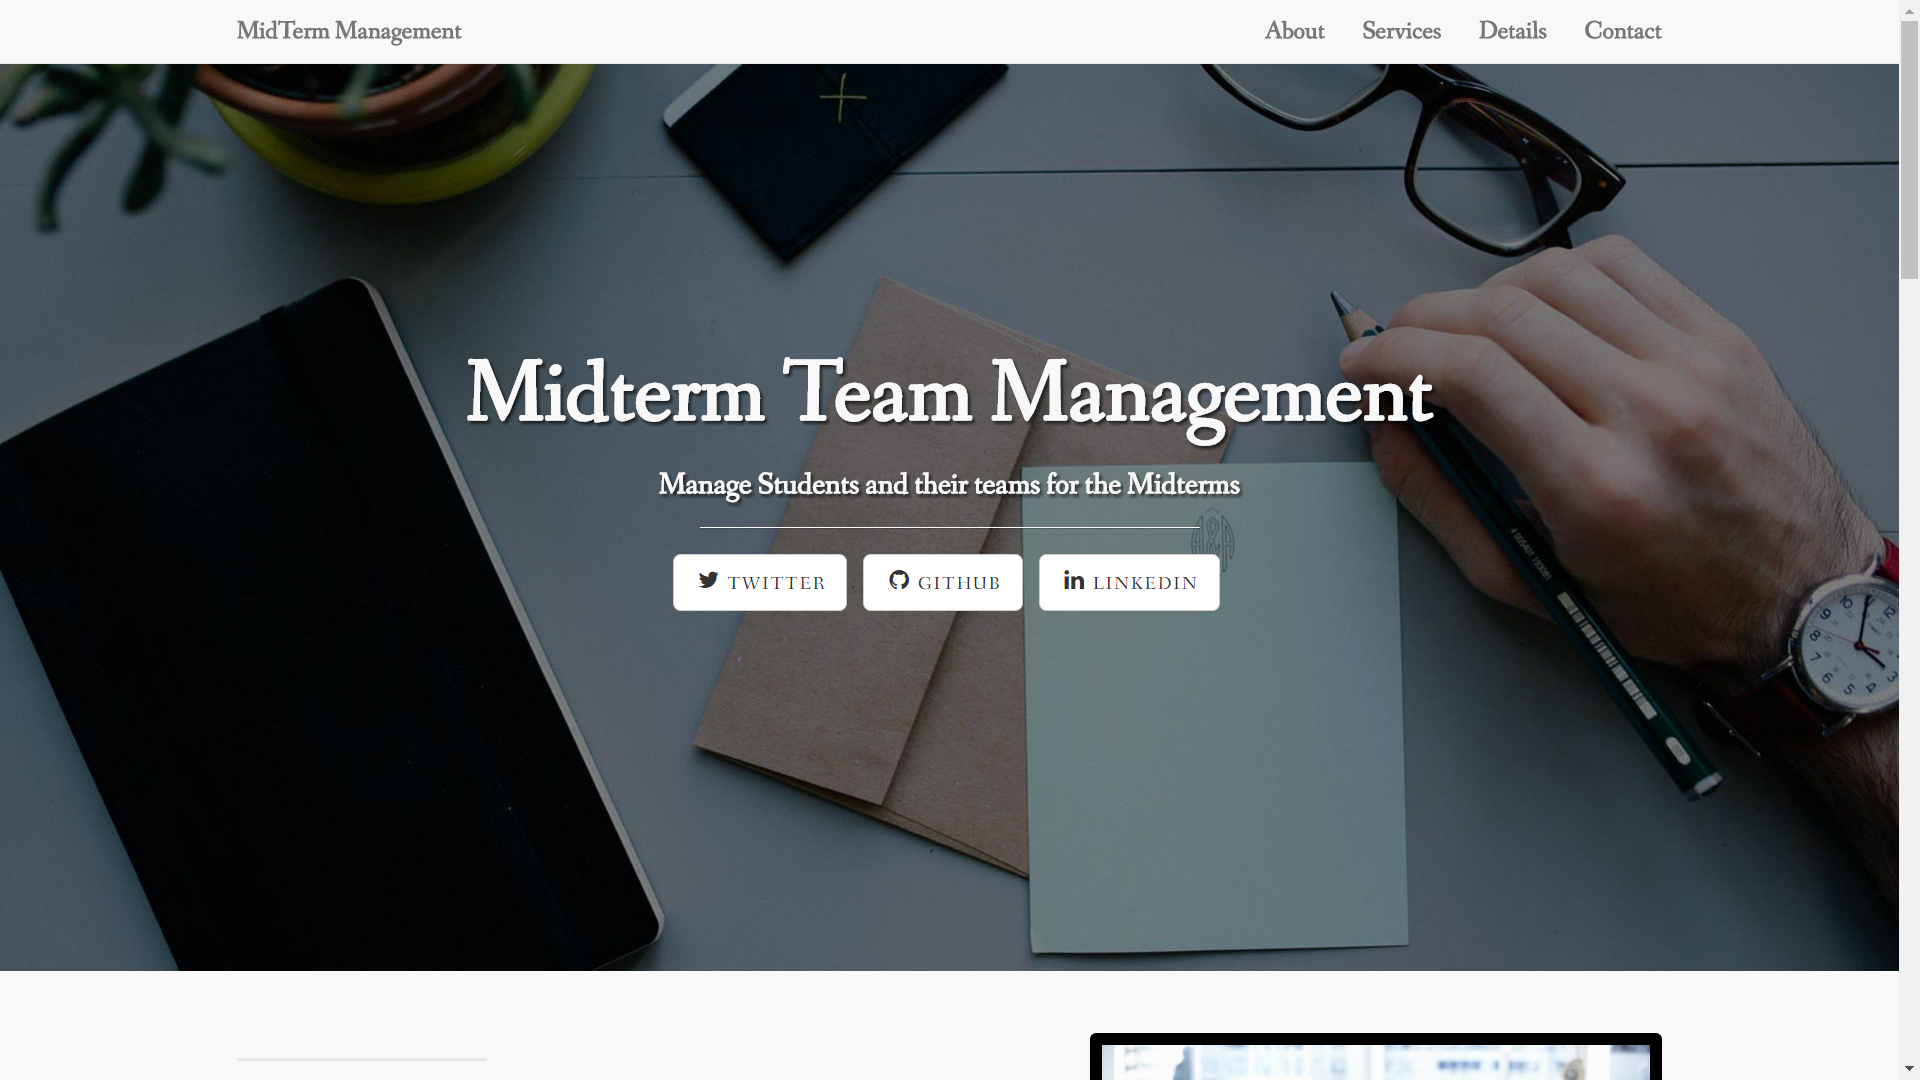 MidTerm Management
About Services Details Contact
Midterm Team Management
Manage Students and their teams for the Midterms
TWITTER GITHUB LINKEDIN
A&A